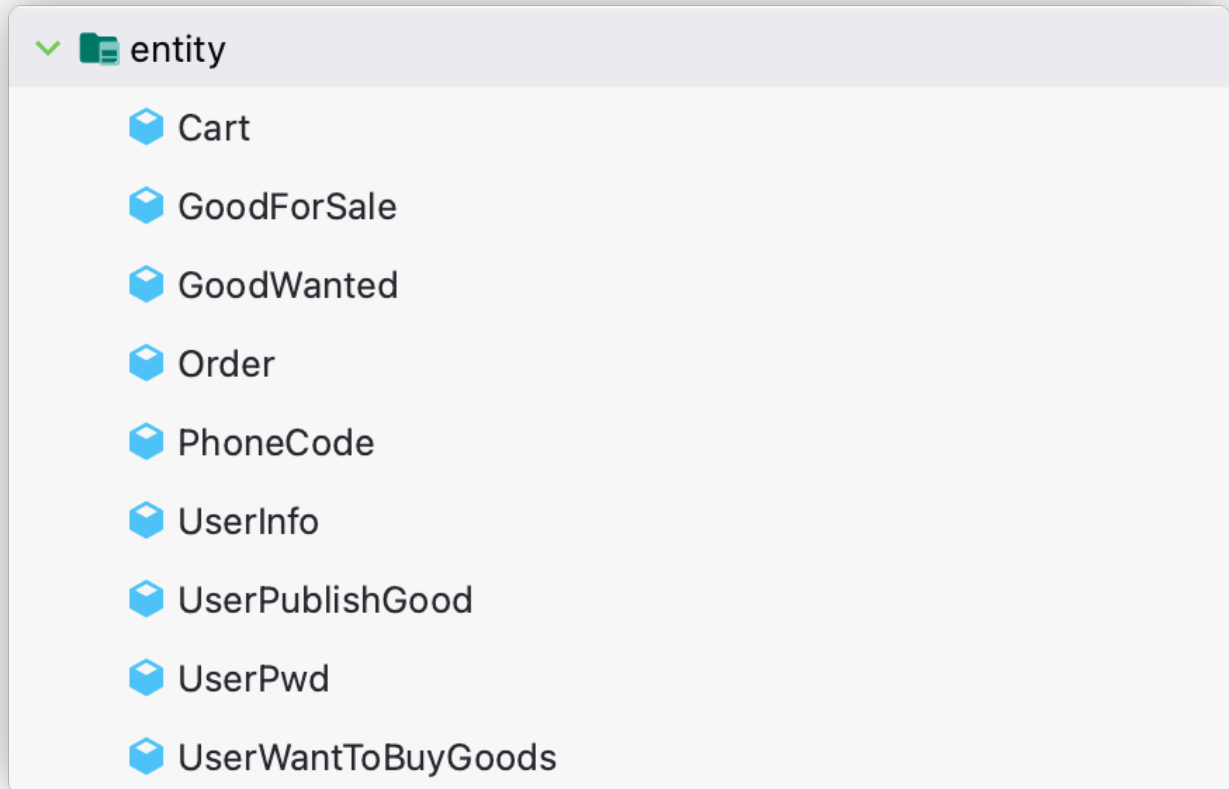 entity
Cart
GoodForSale
GoodWanted
Order
PhoneCode
UserInfo
UserPublishGood
UserPwd
UserWantToBuyGoods